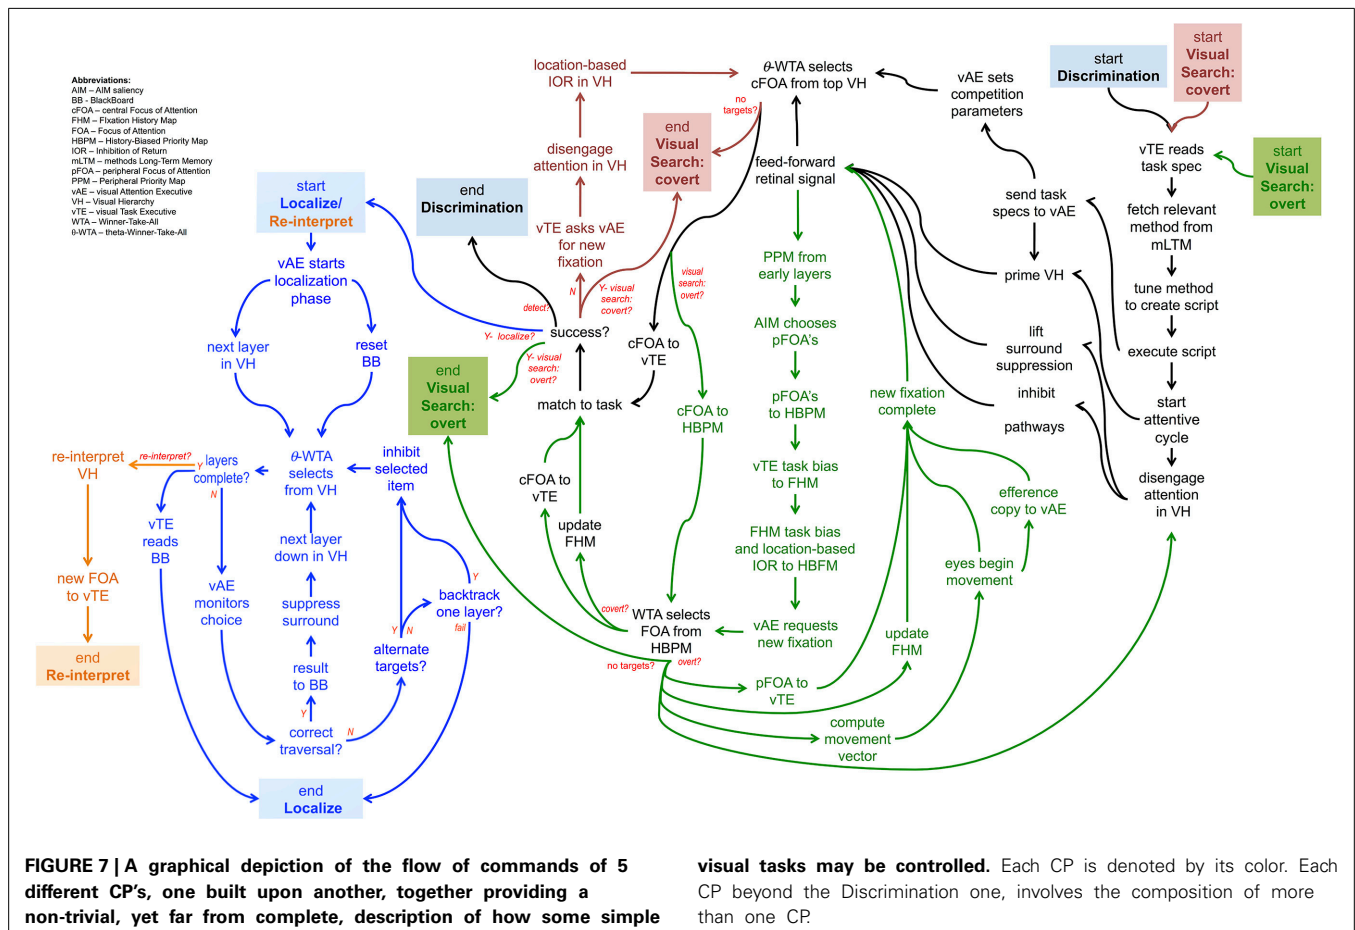 Abbreviations:
AIM – AIM saliency
BB - BlackBoard
cFOA – central Focus of Attention
FHM – FIxation History Map
FOA – Focus of Attention
HBPM – History-Biased Priority Map
IOR – Inhibition of Return
mLTM – methods Long-Term Memory
pFOA – peripheral Focus of Attention
PPM – Peripheral Priority Map
vAE – visual Attention Executive
VH – Visual Hierarchy
vTE – visual Task Executive
WTA – Winner-Take-All
θ-WTA – theta-Winner-Take-All
location-based
IOR in VH
θ-WTA selects
cFOA from top VH
vAE sets
competition
parameters
start
Discrimination
start
Visual
Search:
covert
no
targets?
end
Visual
Search:
covert
disengage
attention in VH
feed-forward
retinal signal
vTE reads
task spec
start
Visual
Search:
overt
start
Localize/
Re-interpret
end
Discrimination
send task
specs to vAE
fetch relevant
method from
mLTM
vTE asks vAE
for new
fixation
vAE starts
localization
phase
PPM from
early layers
prime VH
visual
search:
overt?
N
Y- visual
search:
covert?
detect?
tune method
to create script
AIM chooses
pFOA's
success?
Y- localize?
next layer
in VH
reset
BB
cFOA to
vTE
lift
surround
suppression
execute script
Y- visual
search:
overt?
end
Visual
Search:
overt
match to task
pFOA's
to HBPM
cFOA to
HBPM
new fixation
complete
inhibit
pathways
start
attentive
cycle
re-interpret
VH
re-interpret?
Y
layers
complete?
N
θ-WTA
selects
from VH
inhibit
selected
item
cFOA to
vTE
vTE task bias
to FHM
efference
copy to vAE
disengage
attention
in VH
vTE
reads
BB
next layer
down in VH
update
FHM
FHM task bias
and location-based
IOR to HBFM
eyes begin
movement
new FOA
to vTE
vAE
monitors
choice
suppress
surround
Y
backtrack
one layer?
fail
covert?
WTA selects
FOA from
HBPM
vAE requests
new fixation
update
FHM
Y
N
alternate
targets?
end
Re-interpret
result
to BB
no targets?
overt?
pFOA to
vTE
Y
correct
traversal?
N
compute
movement
vector
end
Localize
FIGURE 7 | A graphical depiction of the flow of commands of 5
different CP's, one built upon another, together providing a
non-trivial, yet far from complete, description of how some simple
visual tasks may be controlled. Each CP is denoted by its color. Each
CP beyond the Discrimination one, involves the composition of more
than one CP.